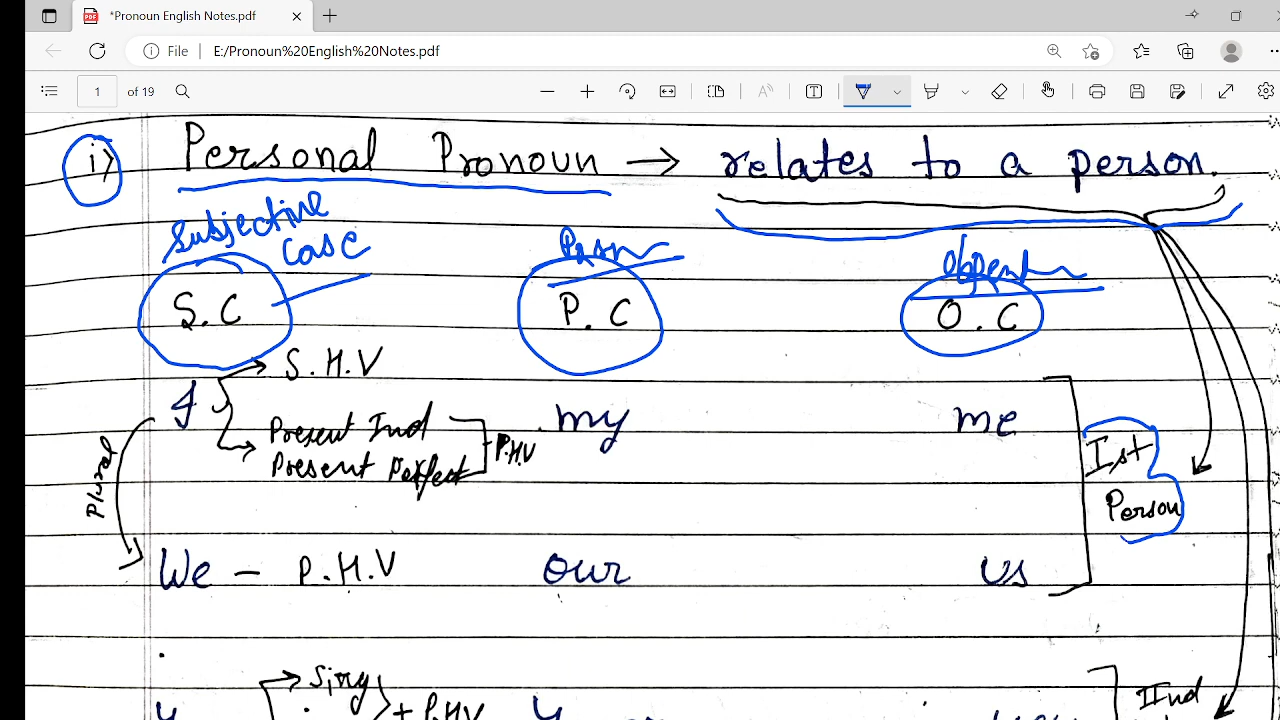 *Pronoun English Notes.pdf
File | E:/Pronoun%20English%20Notes.pdf
1 of 19
i) Personal Pronoun → relates to a person.
Subjective
Case
S.C P.C O.C
S.H.V
I my me
Present Ind
Present Perfect P.H.V
Plural
Ist
Person
We – P.H.V our us
Sing
+ P.H.V
IInd